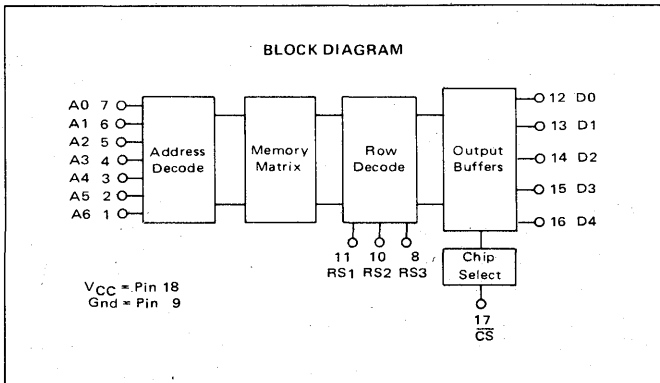 BLOCK DIAGRAM
A0 7
A1 6
A2 5
A3 4
A4 3
A5 2
A6 1
Address
Decode
Memory
Matrix
Row
Decode
Output
Buffers
12 D0
13 D1
14 D2
15 D3
16 D4
11 10 8
RS1 RS2 RS3
Chip
Select
17
CS
VCC = Pin 18
Gnd = Pin 9